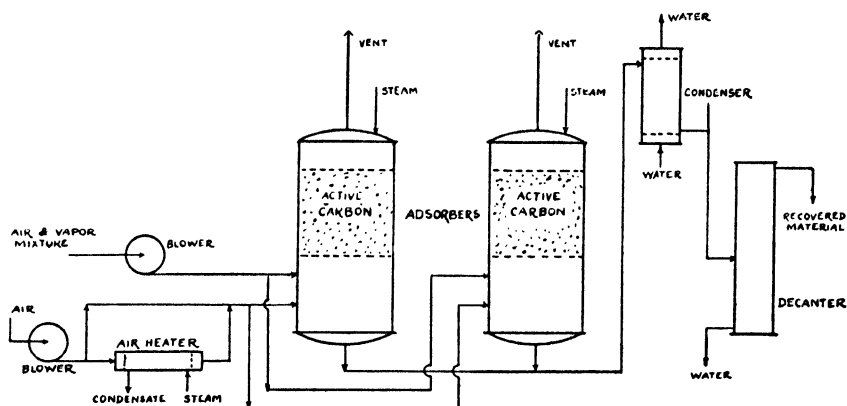 WATER
VENT
VENT
STEAM
STEAM
CONDENSER
WATER
ACTIVE
CARBON
ADSORBERS
ACTIVE
CARBON
RECOVERED
MATERIAL
AIR & VAPOR
MIXTURE
BLOWER
AIR
DECANTER
AIR HEATER
BLOWER
WATER
CONDENSATE
STEAM